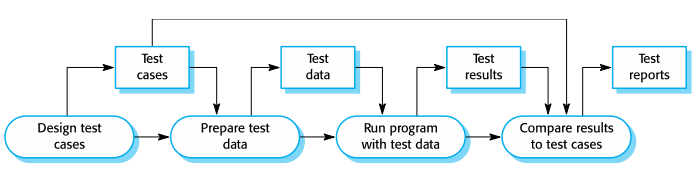 Test
cases
Test
data
Test
results
Test
reports
Design test
cases
Prepare test
data
Run program
with test data
Compare results
to test cases